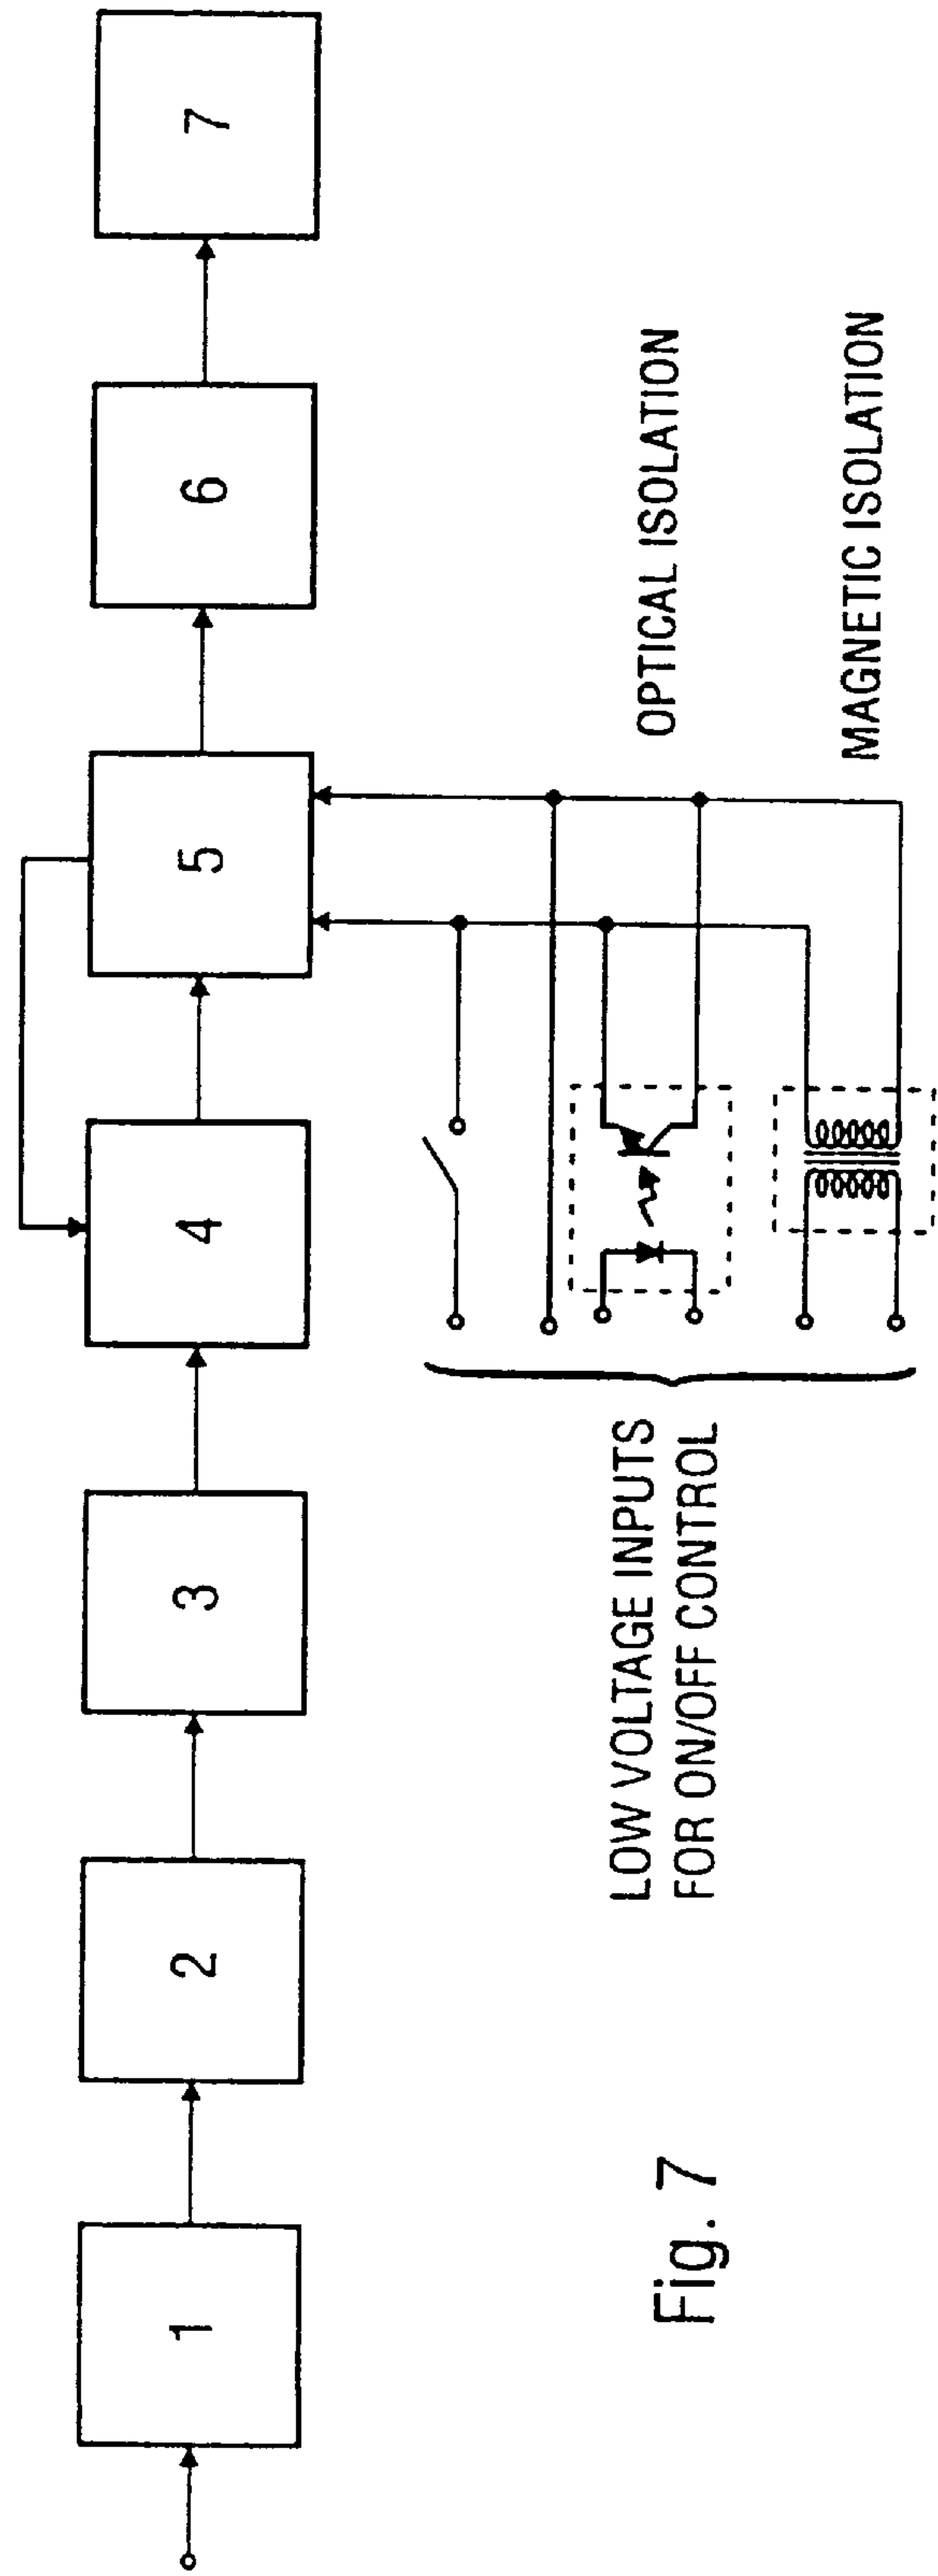 1
2
3
4
5
6
7
OPTICAL ISOLATION
MAGNETIC ISOLATION
LOW VOLTAGE INPUTS
FOR ON/OFF CONTROL
Fig. 7